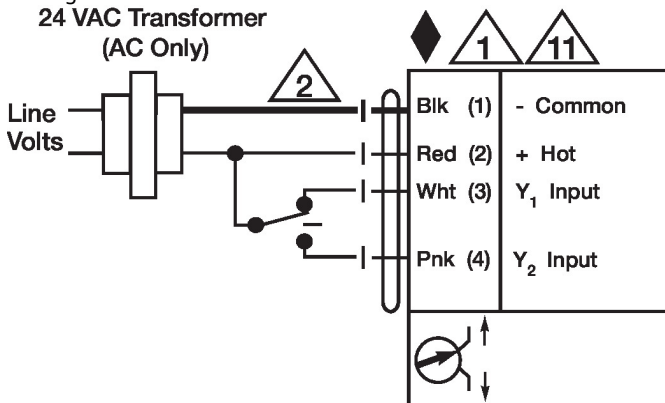 24 VAC Transformer
(AC Only)
1
11
2
Line
Volts
Blk (1) - Common
Red (2) + Hot
Wht (3) Y1 Input
Pnk (4) Y2 Input